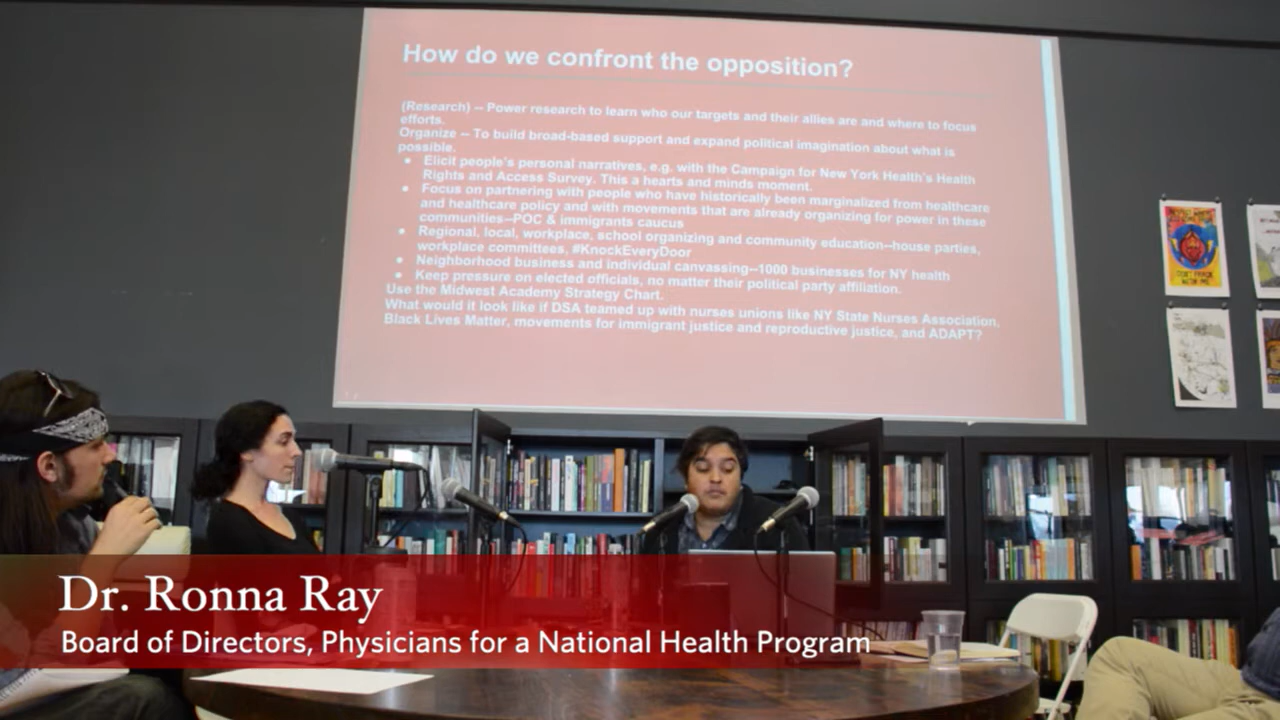 How do we confront the opposition?
(Research) -- Power research to learn who our targets and their allies are and where to focus
efforts.
Organize -- To build broad-based support and expand political imagination about what is
possible.
• Elicit people's personal narratives, e.g. with the Campaign for New York Health's Health
Rights and Access Survey. This a hearts and minds moment.
• Focus on partnering with people who have historically been marginalized from healthcare
and healthcare policy and with movements that are already organizing for power in these
communities--POC & immigrants caucus
• Regional, local, workplace, school organizing and community education--house parties,
workplace committees, #KnockEveryDoor
• Neighborhood business and individual canvassing--1000 businesses for NY health
• Keep pressure on elected officials, no matter their political party affiliation.
Use the Midwest Academy Strategy Chart.
What would it look like if DSA teamed up with nurses unions like NY State Nurses Association,
Black Lives Matter, movements for immigrant justice and reproductive justice, and ADAPT?
Dr. Ronna Ray
Board of Directors, Physicians for a National Health Program